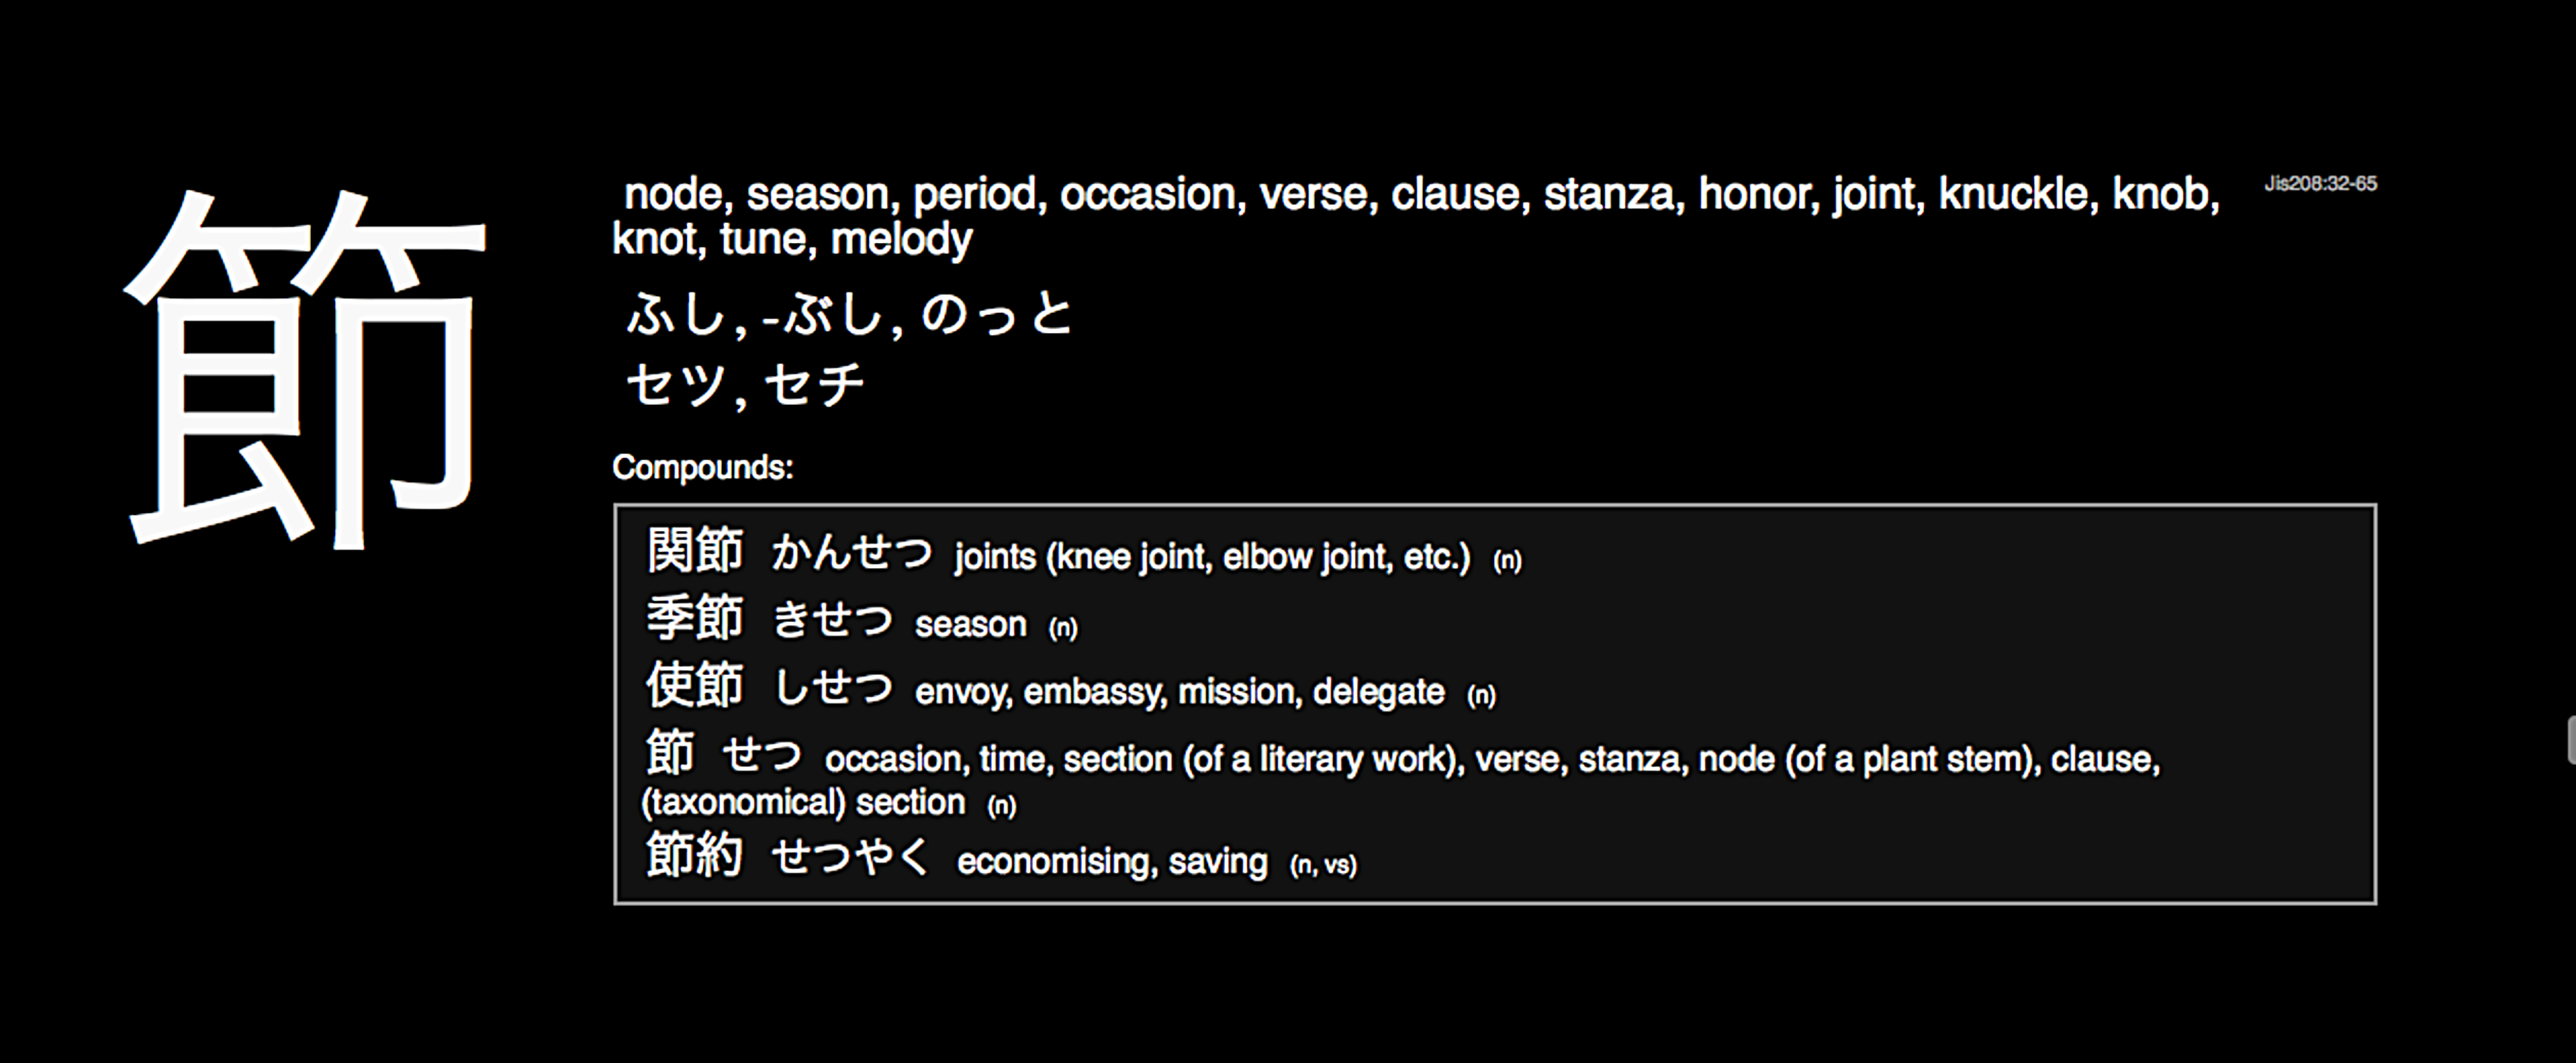 節
node, season, period, occasion, verse, clause, stanza, honor, joint, knuckle, knob, Jis208:32-65
knot, tune, melody
ふし, -ぶし, のっと
セツ, セチ
Compounds:
関節 かんせつ joints (knee joint, elbow joint, etc.) (n)
季節 きせつ season (n)
使節 しせつ envoy, embassy, mission, delegate (n)
節 せつ occasion, time, section (of a literary work), verse, stanza, node (of a plant stem), clause,
(taxonomical) section (n)
節約 せつやく economising, saving (n, vs)